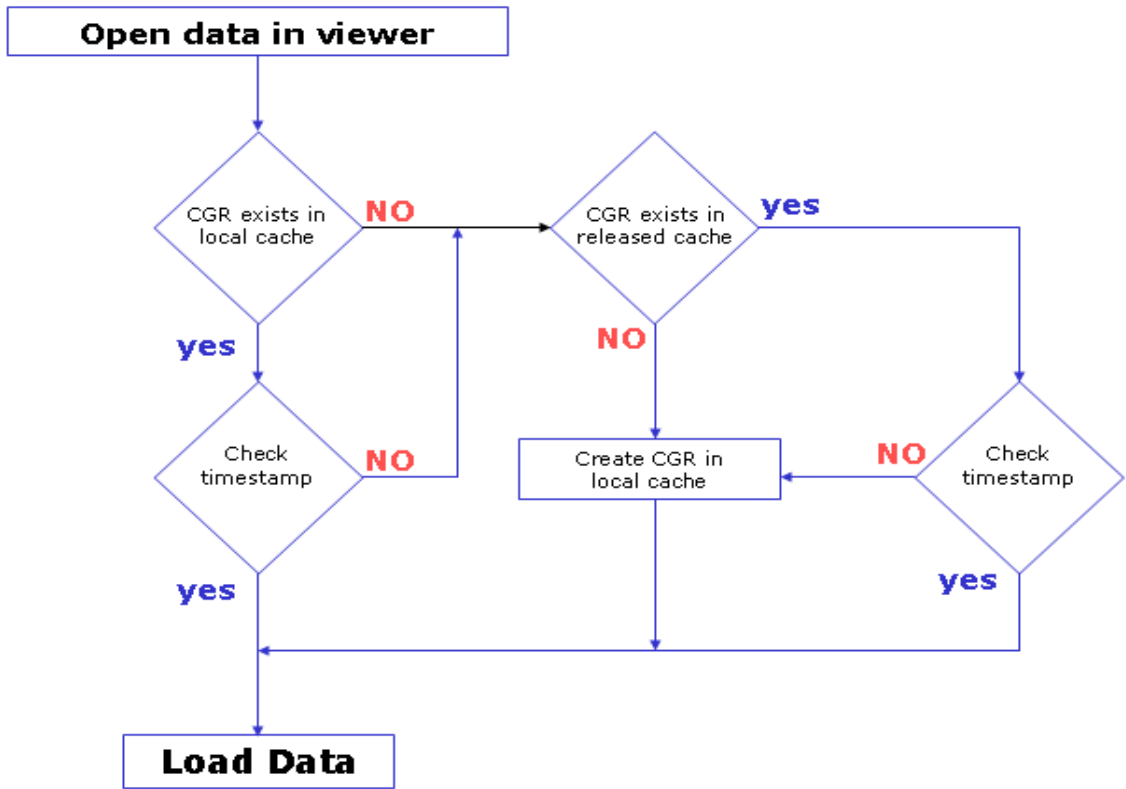 Open data in viewer
CGR exists in
local cache
NO
CGR exists in
released cache
yes
yes
NO
Check
timestamp
NO
Create CGR in
local cache
NO
Check
timestamp
yes
yes
Load Data